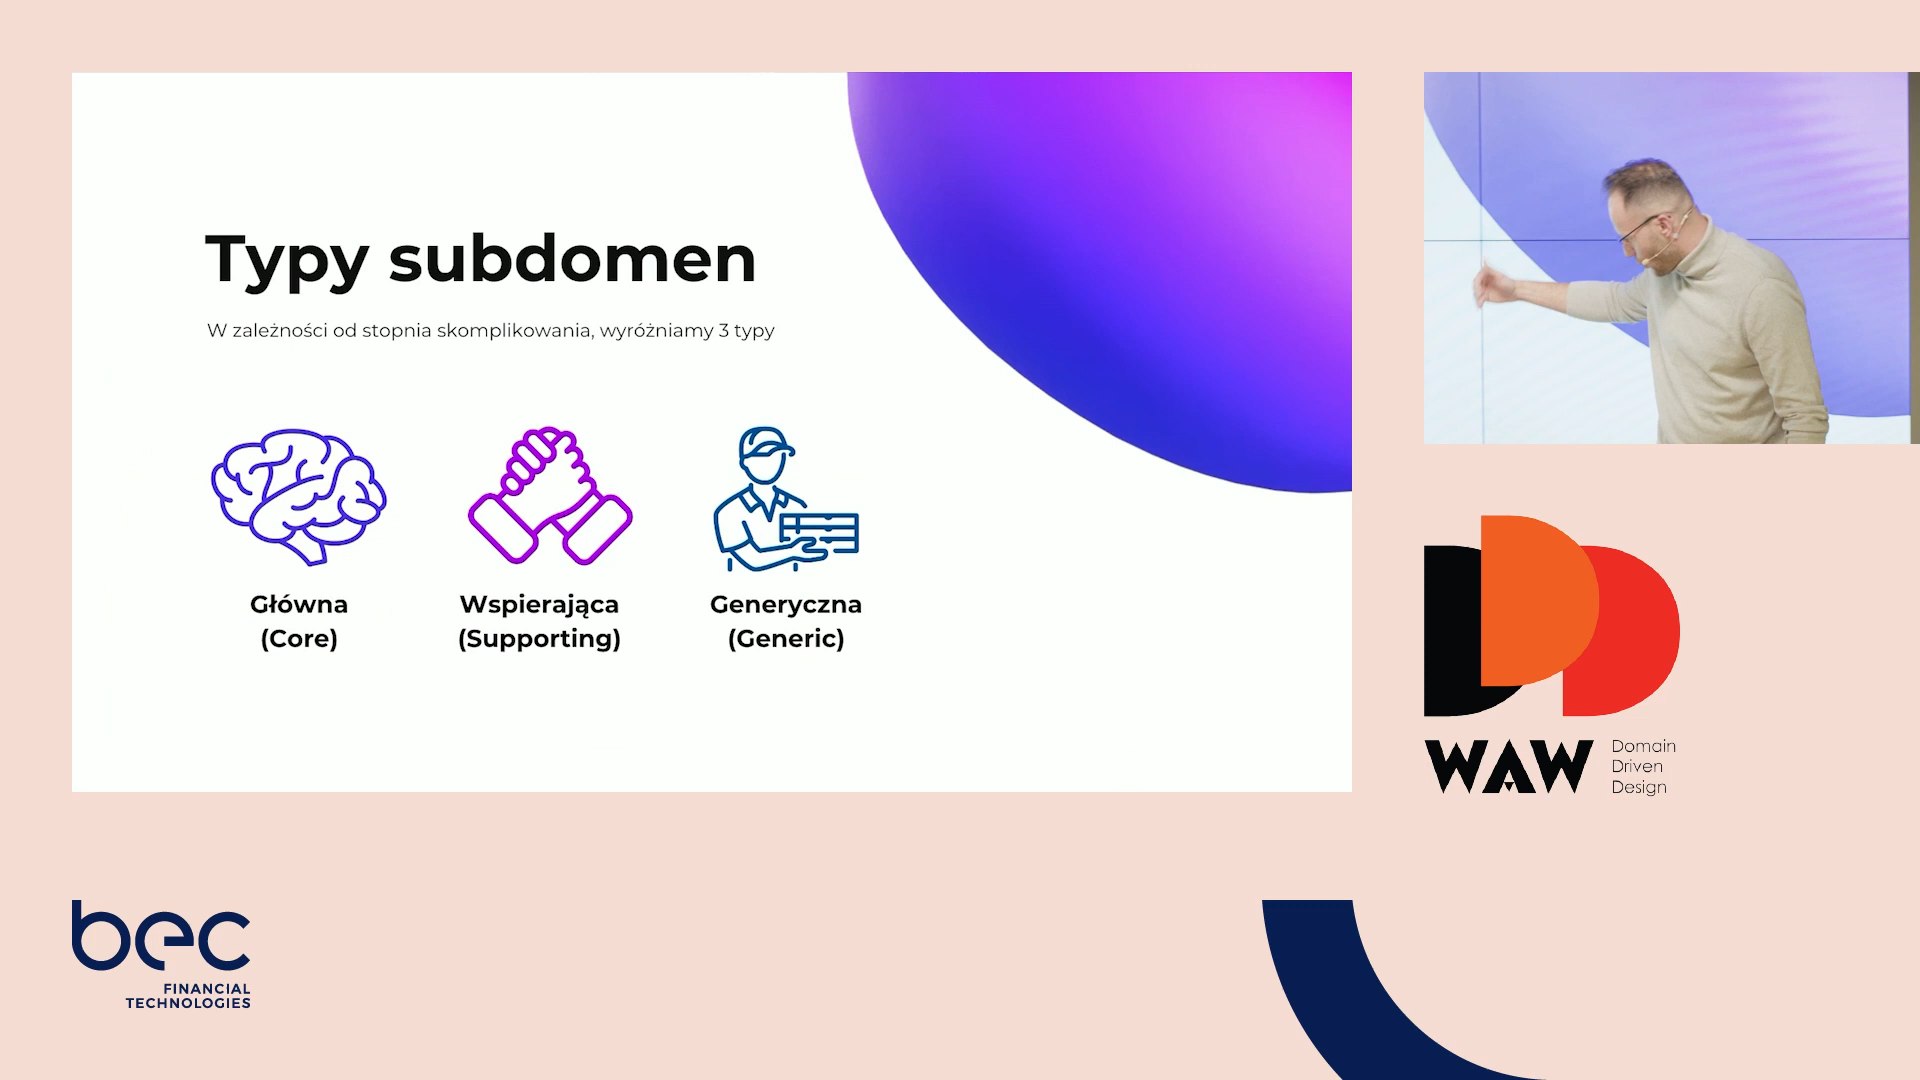 Typy subdomen
W zależności od stopnia skomplikowania, wyróżniamy 3 typy
Główna
(Core)
Wspierająca
(Supporting)
Generyczna
(Generic)
DDD
WAW
Domain
Driven
Design
bec
FINANCIAL
TECHNOLOGIES